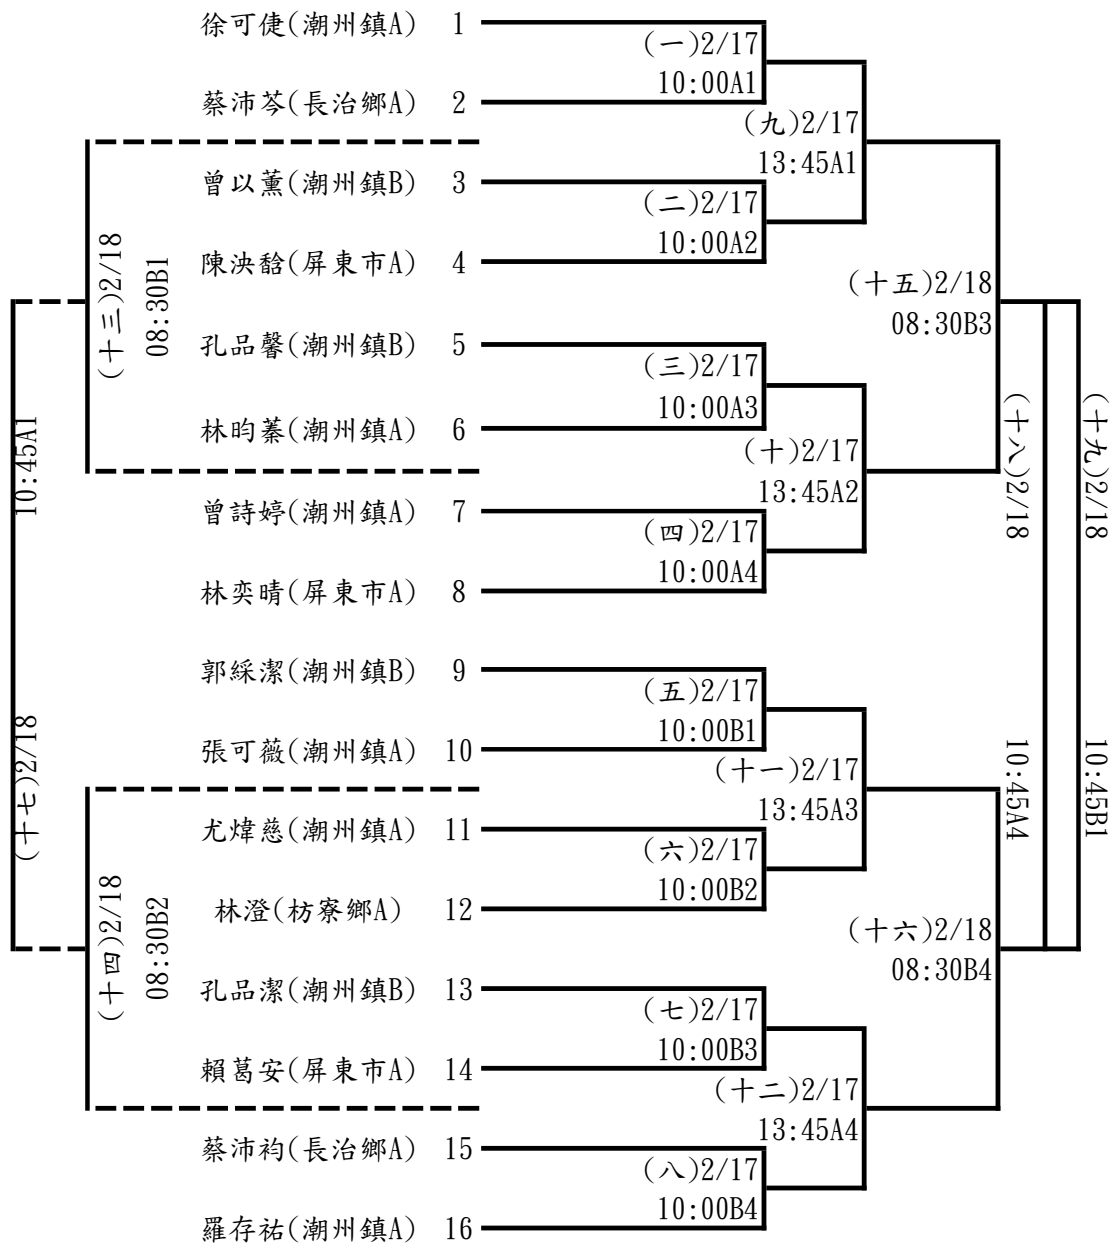 徐可倢(潮州鎮A) 1
(一)2/17
10:00A1
蔡沛芩(長治鄉A) 2
(九)2/17
13:45A1
曾以薰(潮州鎮B) 3
(二)2/17
10:00A2
陳泱馠(屏東市A) 4
(十三)2/18
08:30B1
(十五)2/18
08:30B3
孔品馨(潮州鎮B) 5
(三)2/17
10:00A3
林昀蓁(潮州鎮A) 6
(十)2/17
13:45A2
曾詩婷(潮州鎮A) 7
(四)2/17
10:00A4
林奕晴(屏東市A) 8
(十七)2/18
10:45A1
(十八)2/18
10:45A4
(十九)2/18
10:45B1
郭綵潔(潮州鎮B) 9
(五)2/17
10:00B1
張可薇(潮州鎮A) 10
(十一)2/17
13:45A3
尤煒慈(潮州鎮A) 11
(六)2/17
10:00B2
林澄(枋寮鄉A) 12
(十四)2/18
08:30B2
(十六)2/18
08:30B4
孔品潔(潮州鎮B) 13
(七)2/17
10:00B3
賴葛安(屏東市A) 14
(十二)2/17
13:45A4
蔡沛袀(長治鄉A) 15
(八)2/17
10:00B4
羅存祐(潮州鎮A) 16